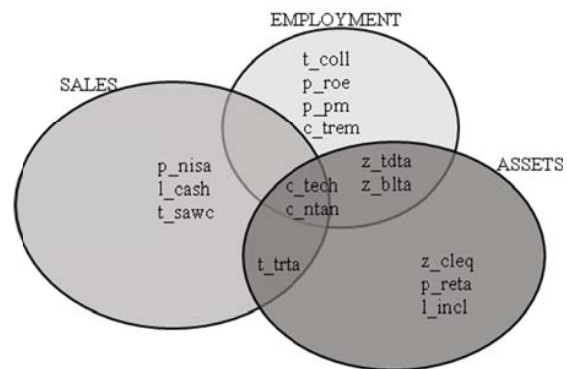 EMPLOYMENT
t_coll
p_roe
p_pm
c_trem
SALES
p_nisa
l_cash
t_sawc
c_tech
c_ntan
z_tdta
z_blta
ASSETS
t_trta
z_cleq
p_reta
l_incl